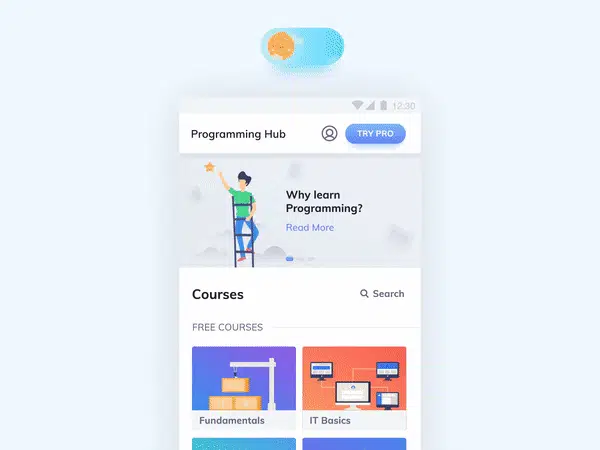 12:30
Programming Hub
TRY PRO
Why learn
Programming?
Read More
Courses
Search
FREE COURSES
Fundamentals
IT Basics